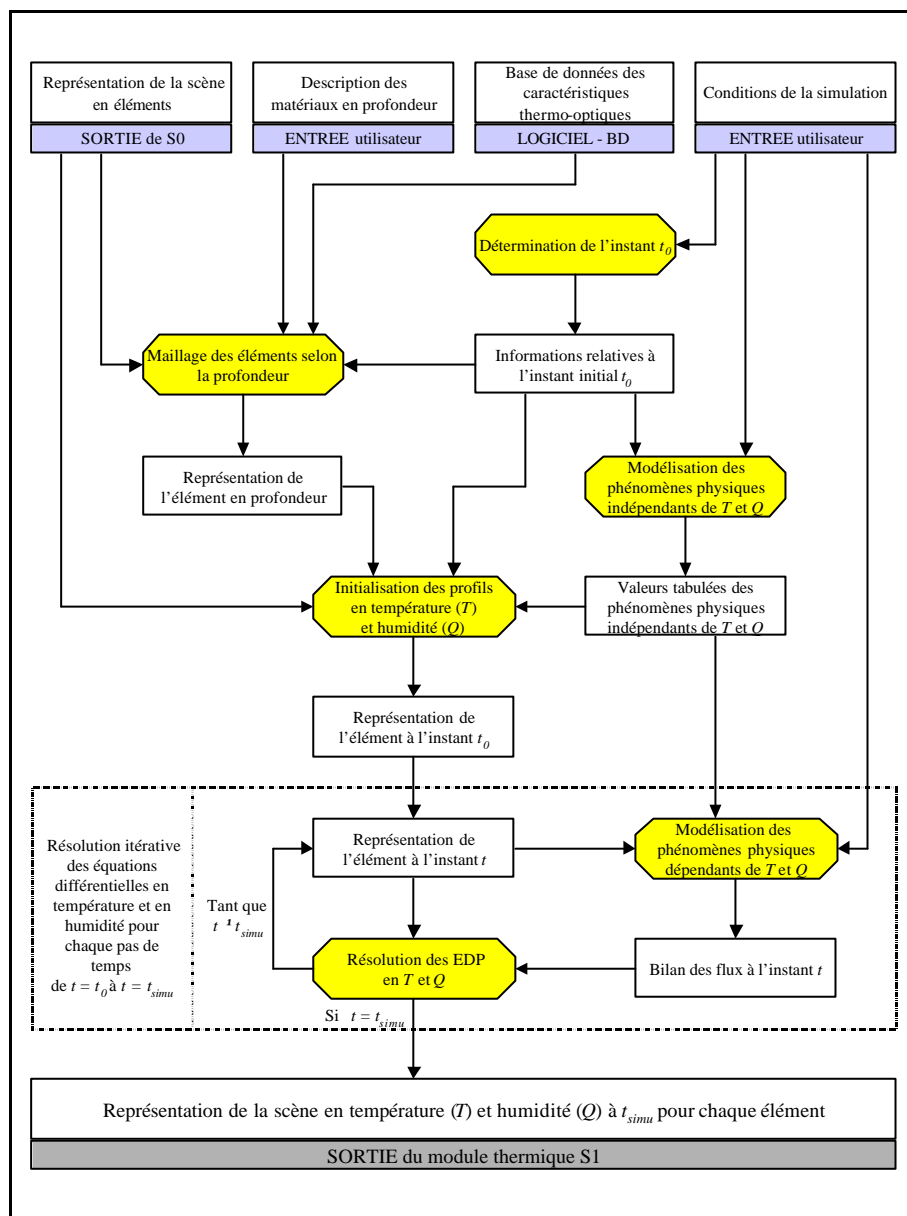 Représentation de la scène
en éléments
SORTIE de S0
Description des
matériaux en profondeur
ENTREE utilisateur
Base de données des
caractéristiques
thermo-optiques
LOGICIEL - BD
Conditions de la simulation
ENTREE utilisateur
Détermination de l’instant t0
Maillage des éléments selon
la profondeur
Informations relatives à
l’instant initial t0
Représentation de
l’élément en profondeur
Modélisation des
phénomènes physiques
indépendants de T et Q
Initialisation des profils
en température (T)
et humidité (Q)
Valeurs tabulées des
phénomènes physiques
indépendants de T et Q
Représentation de
l’élément à l’instant t0
Résolution itérative
des équations
différentielles en
température et en
humidité pour
chaque pas de
temps
de t = t0 à t = tsimu
Représentation de
l’élément à l’instant t
Modélisation des
phénomènes physiques
dépendants de T et Q
Tant que
t ¹ tsimu
Résolution des EDP
en T et Q
Bilan des flux à l’instant t
Si t = tsimu
Représentation de la scène en température (T) et humidité (Q) à tsimu pour chaque élément
SORTIE du module thermique S1